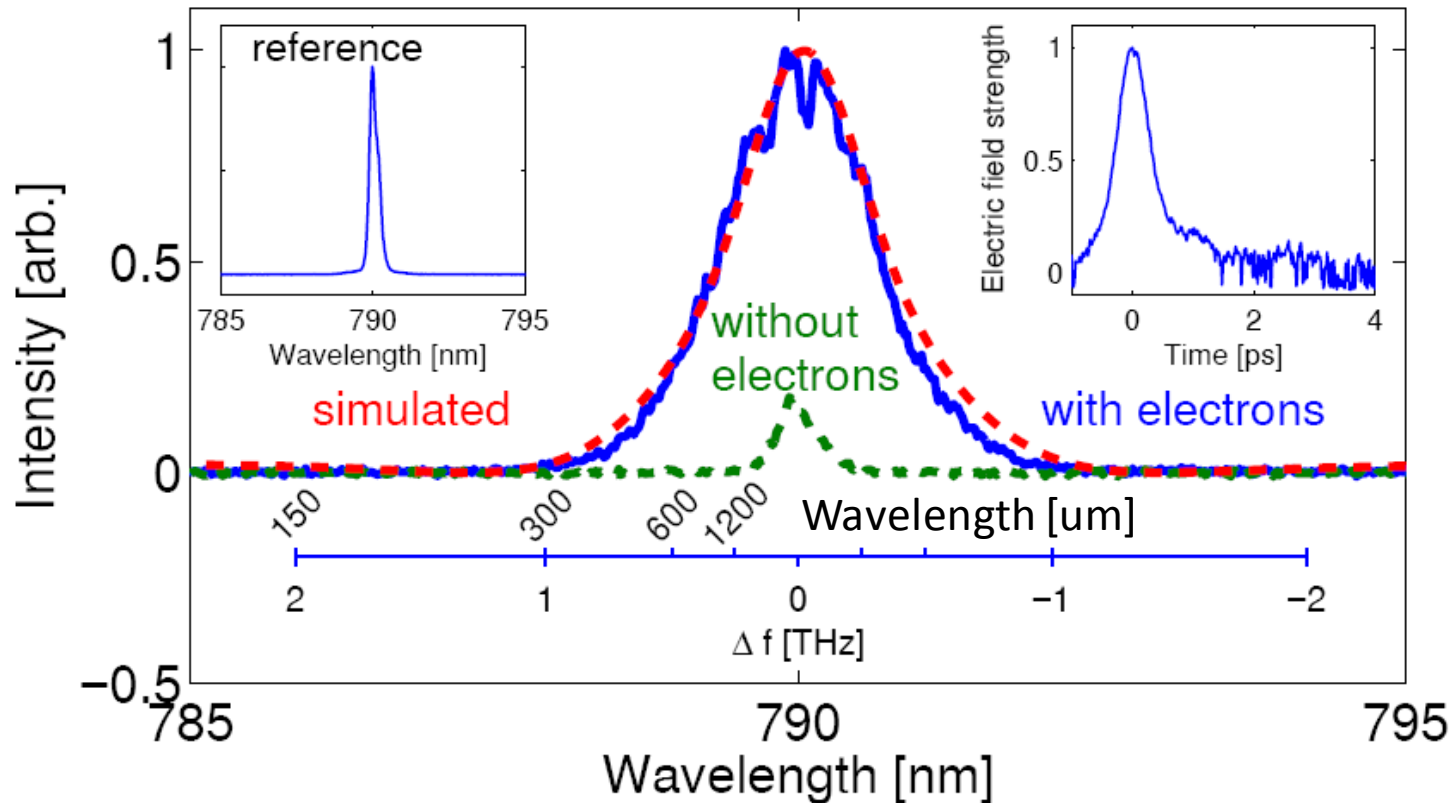 1
0.5
0
−0.5
Intensity [arb.]
reference
785 790 795
Wavelength [nm]
1
0.5
0
Electric field strength
0 2 4
Time [ps]
without
electrons
simulated
with electrons
150 300 600 1200
Wavelength [um]
2 1 0 −1 −2
Δ f [THz]
785 790 795
Wavelength [nm]